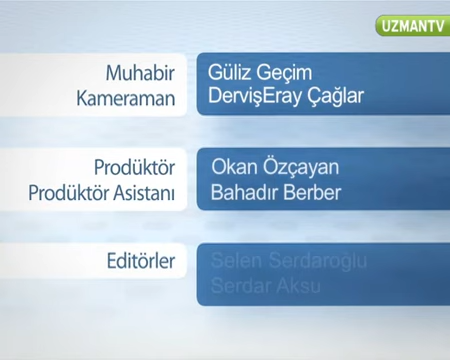 UZMANTV
Muhabir Güliz Geçim
Kameraman DervişEray Çağlar
Prodüktör Okan Özçayan
Prodüktör Asistanı Bahadır Berber
Editörler Selen Serdaroğlu
Serdar Aksu